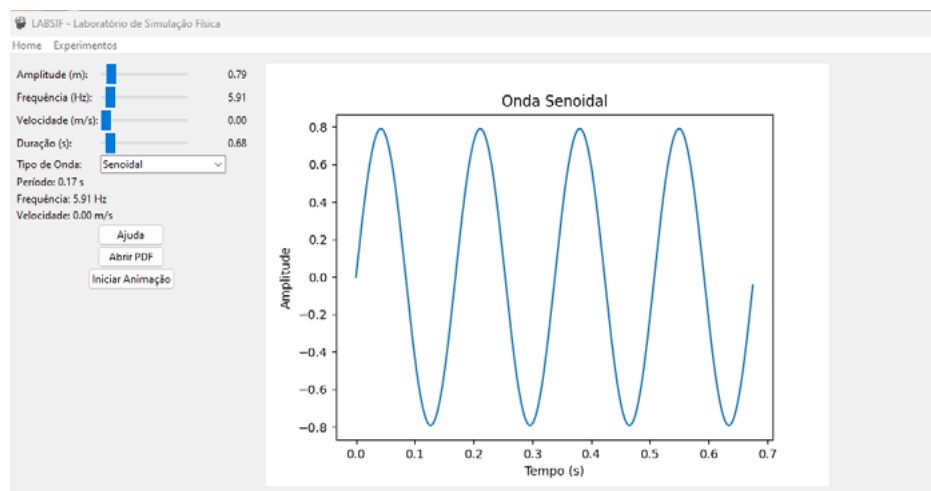 LABSIF - Laboratório de Simulação Física
Home Experimentos
Amplitude (m): 0.79
Frequência (Hz): 5.91
Velocidade (m/s): 0.00
Duração (s): 0.68
Tipo de Onda: Senoidal
Período: 0.17 s
Frequência: 5.91 Hz
Velocidade: 0.00 m/s
Ajuda
Abrir PDF
Iniciar Animação
Onda Senoidal
Amplitude
0.8
0.6
0.4
0.2
0.0
−0.2
−0.4
−0.6
−0.8
0.0 0.1 0.2 0.3 0.4 0.5 0.6 0.7
Tempo (s)